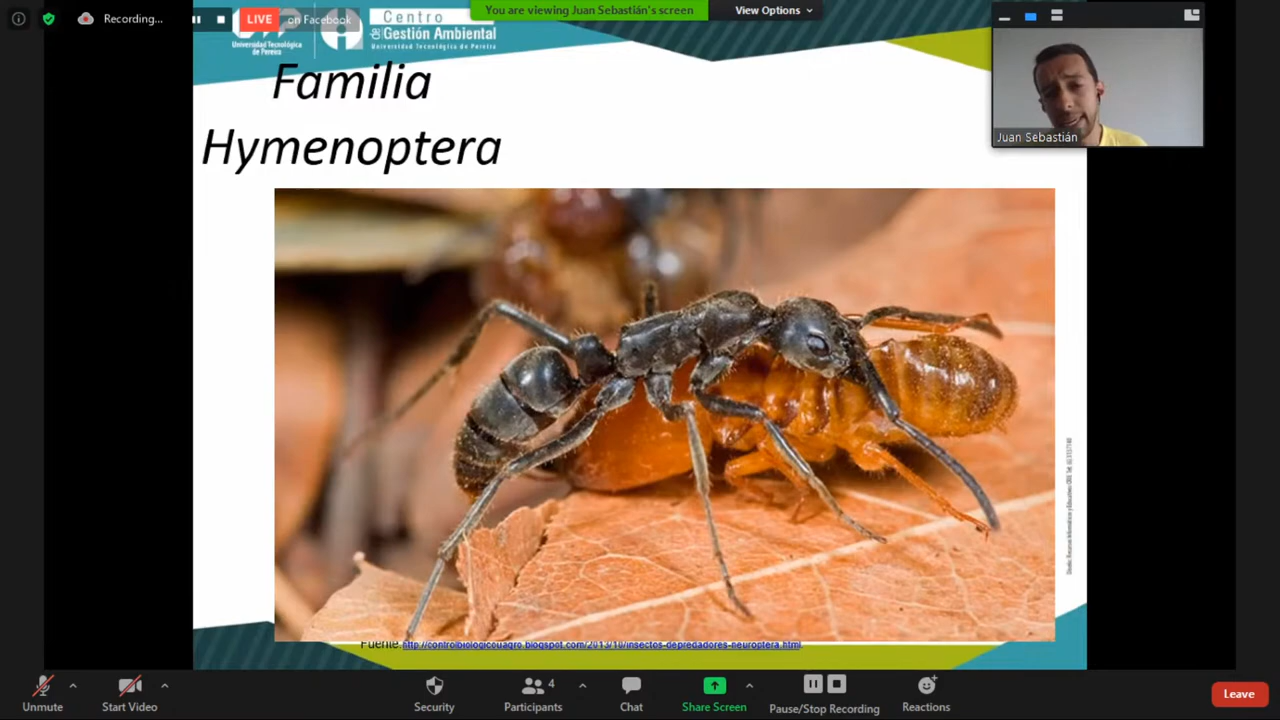 Recording...
LIVE
on Facebook
You are viewing Juan Sebastián's screen
View Options
Universidad Tecnológica
de Pereira
Centro
de
Gestión Ambiental
Universidad Tecnológica de Pereira
Familia
Hymenoptera
Juan Sebastián
Fuente:http://controlbiologicouaqro.blogspot.com/2013/10/insectos-depredadores-neuroptera.html.
Unmute
Start Video
Security
4
Participants
Chat
Share Screen
Pause/Stop Recording
Reactions
Leave